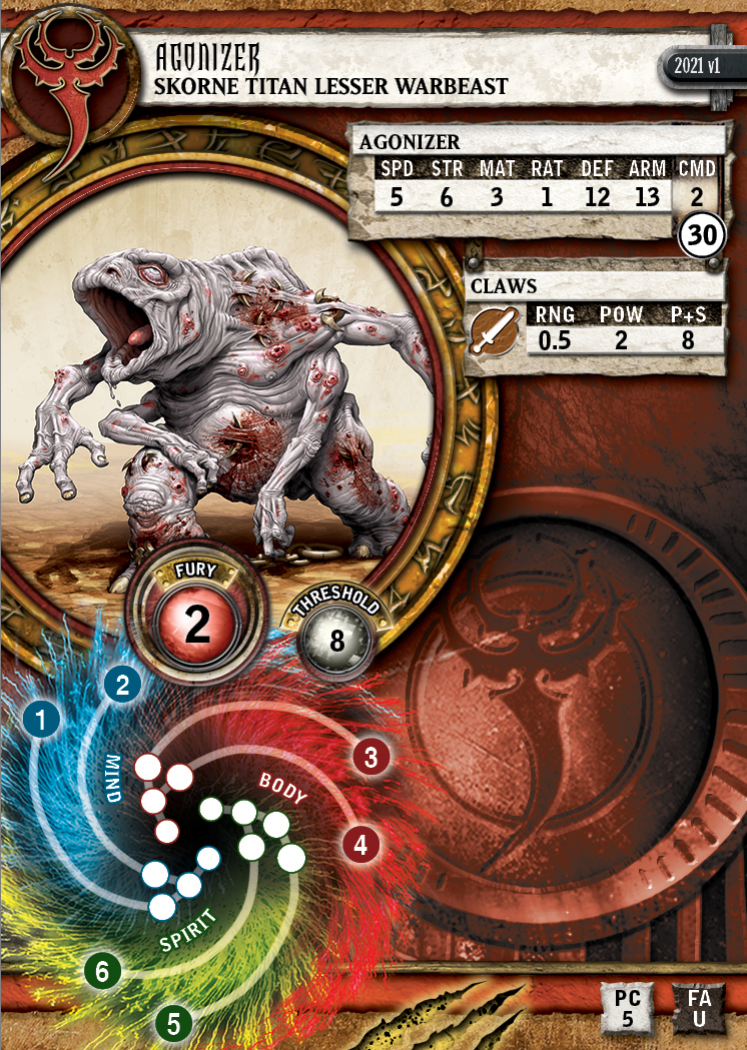 AGONIZER
SKORNE TITAN LESSER WARBEAST
2021 v1
AGONIZER
SPD STR MAT RAT DEF ARM CMD
5 6 3 1 12 13 2
30
CLAWS
RNG POW P+S
0.5 2 8
FURY
2
THRESHOLD
8
2
1
MIND
3
BODY
4
SPIRIT
6
5
PC
5
FA
U